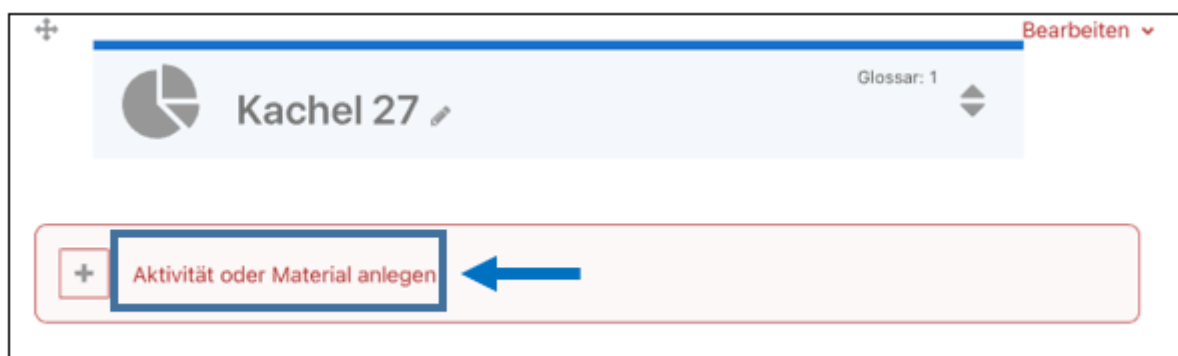 Bearbeiten
Glossar: 1
Kachel 27
Aktivität oder Material anlegen